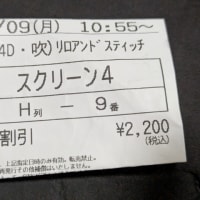 /09(月) 10:55～
4D・吹)リロアンドスティッチ
スクリーン4
H列 － 9番
割引 ¥2,200
(税込)